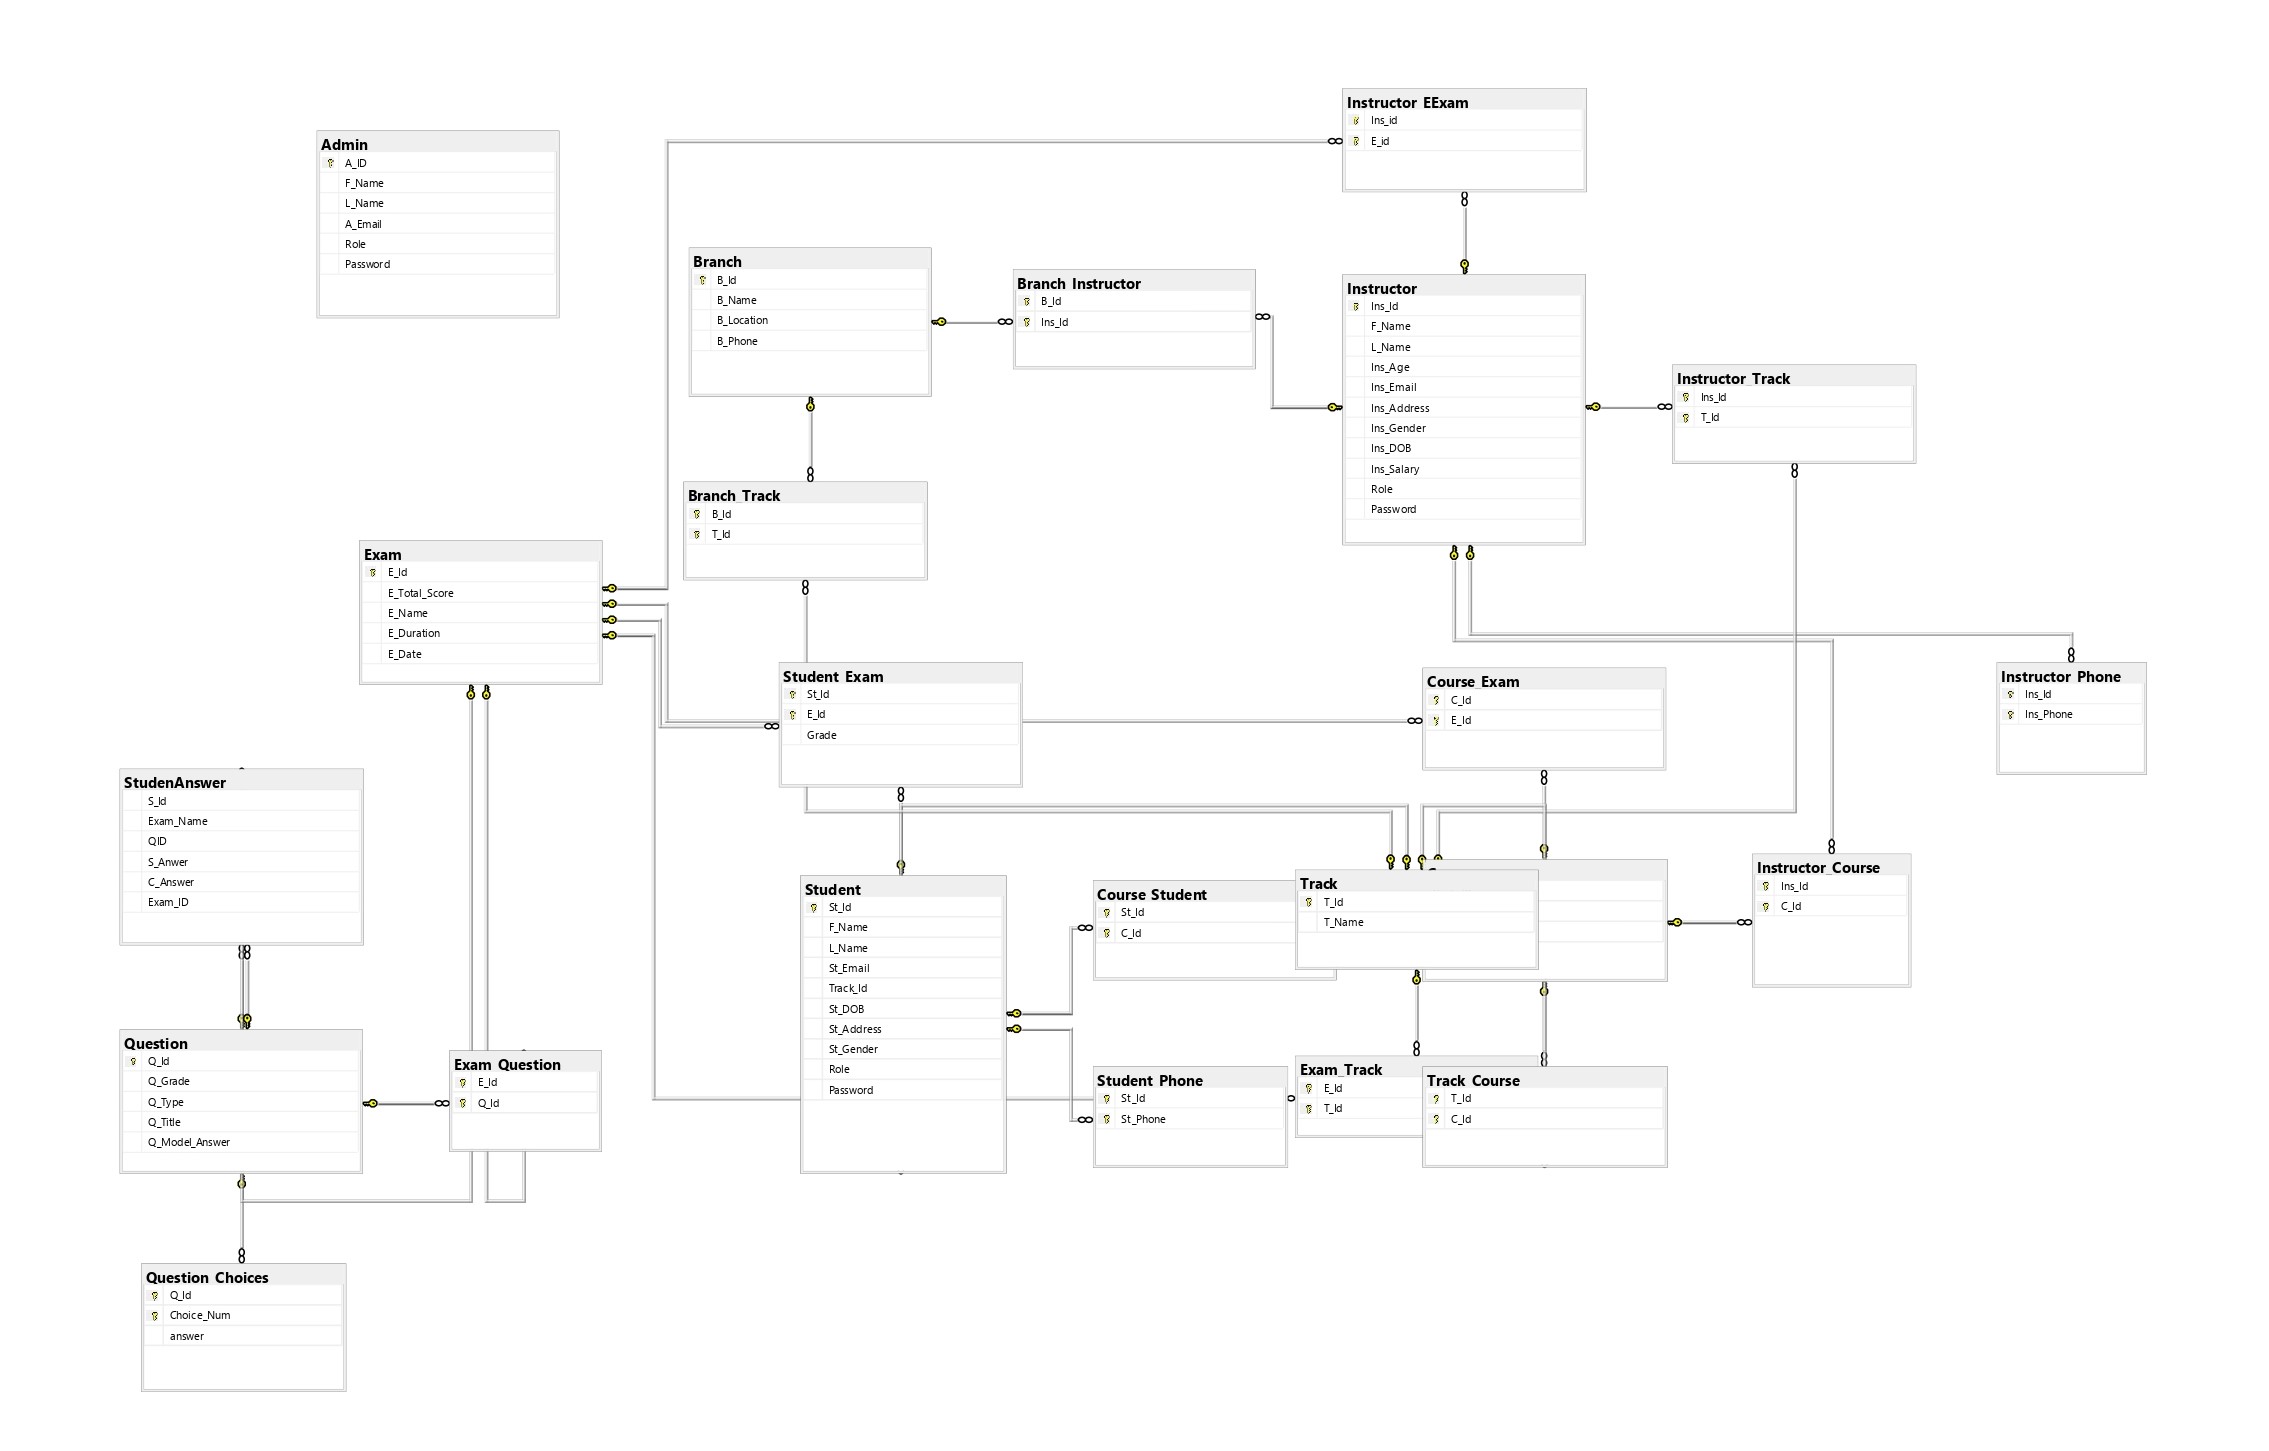 Instructor EExam
Ins_id
E_id
Admin
A_ID
F_Name
L_Name
A_Email
Role
Password
Branch
B_Id
B_Name
B_Location
B_Phone
Branch Instructor
B_Id
Ins_Id
Instructor
Ins_Id
F_Name
L_Name
Ins_Age
Ins_Email
Ins_Address
Ins_Gender
Ins_DOB
Ins_Salary
Role
Password
Instructor_Track
Ins_Id
T_Id
Branch_Track
B_Id
T_Id
Exam
E_Id
E_Total_Score
E_Name
E_Duration
E_Date
Student_Exam
St_Id
E_Id
Grade
Course_Exam
C_Id
E_Id
Instructor Phone
Ins_Id
Ins_Phone
StudenAnswer
S_Id
Exam_Name
QID
S_Anwer
C_Answer
Exam_ID
Student
St_Id
F_Name
L_Name
St_Email
Track_Id
St_DOB
St_Address
St_Gender
Role
Password
Course Student
St_Id
C_Id
Track
T_Id
T_Name
Instructor_Course
Ins_Id
C_Id
Question
Q_Id
Q_Grade
Q_Type
Q_Title
Q_Model_Answer
Exam_Question
E_Id
Q_Id
Student Phone
St_Id
St_Phone
Exam_Track
E_Id
T_Id
Track_Course
T_Id
C_Id
Question_Choices
Q_Id
Choice_Num
answer